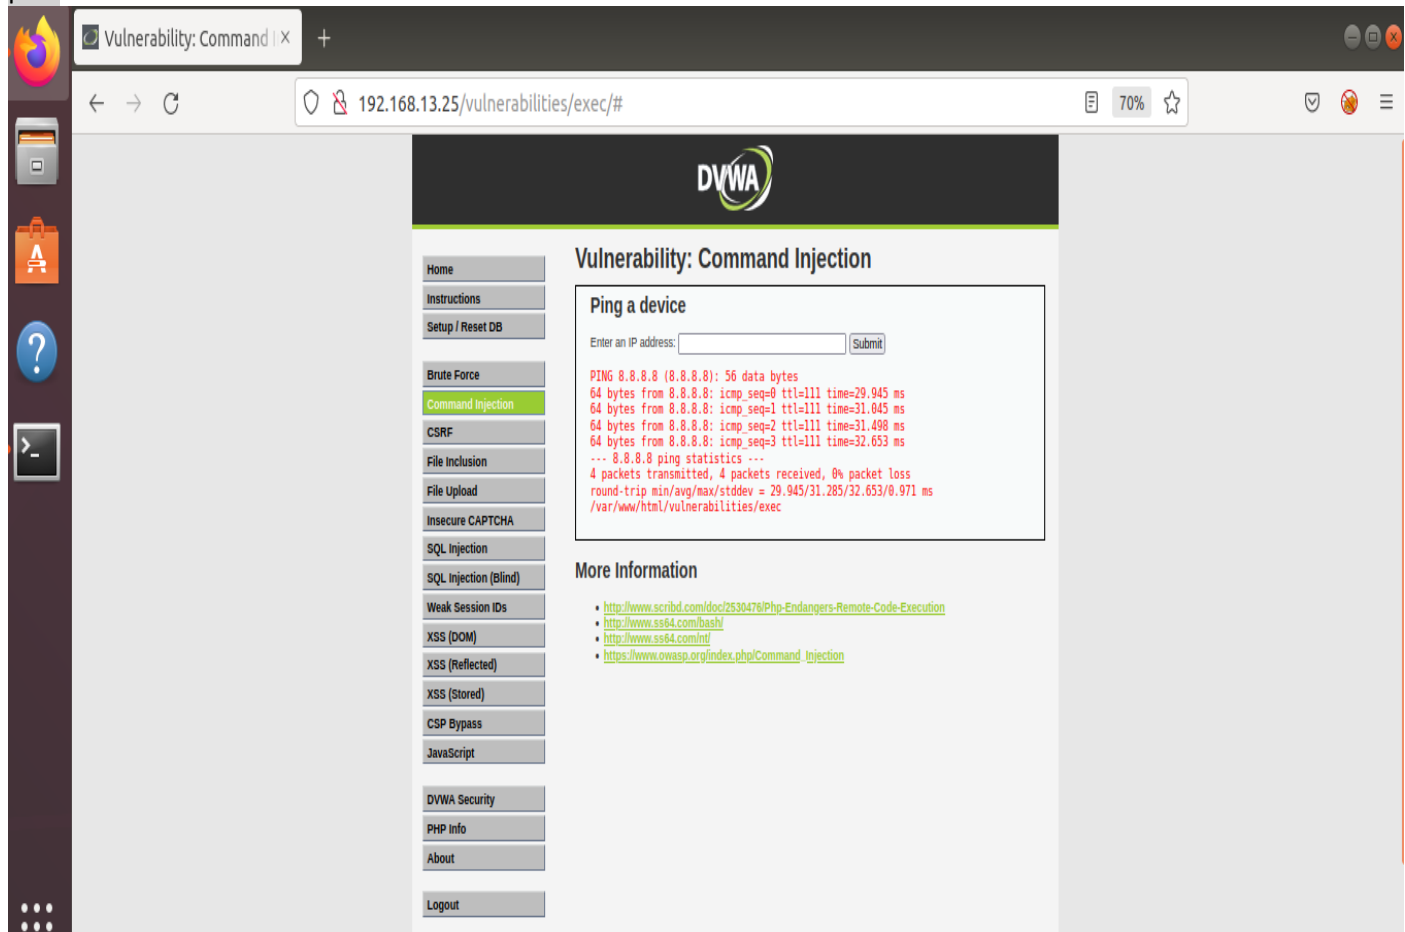 Vulnerability: Command I
192.168.13.25/vulnerabilities/exec/#
70%
DVWA
Home
Instructions
Setup / Reset DB
Brute Force
Command Injection
CSRF
File Inclusion
File Upload
Insecure CAPTCHA
SQL Injection
SQL Injection (Blind)
Weak Session IDs
XSS (DOM)
XSS (Reflected)
XSS (Stored)
CSP Bypass
JavaScript
DVWA Security
PHP Info
About
Logout
Vulnerability: Command Injection
Ping a device
Enter an IP address: Submit
PING 8.8.8.8 (8.8.8.8): 56 data bytes
64 bytes from 8.8.8.8: icmp_seq=0 ttl=111 time=29.945 ms
64 bytes from 8.8.8.8: icmp_seq=1 ttl=111 time=31.045 ms
64 bytes from 8.8.8.8: icmp_seq=2 ttl=111 time=31.498 ms
64 bytes from 8.8.8.8: icmp_seq=3 ttl=111 time=32.653 ms
--- 8.8.8.8 ping statistics ---
4 packets transmitted, 4 packets received, 0% packet loss
round-trip min/avg/max/stddev = 29.945/31.285/32.653/0.971 ms
/var/www/html/vulnerabilities/exec
More Information
http://www.scribd.com/doc/2530476/Php-Endangers-Remote-Code-Execution
http://www.ss64.com/bash/
http://www.ss64.com/nt/
https://www.owasp.org/index.php/Command_Injection